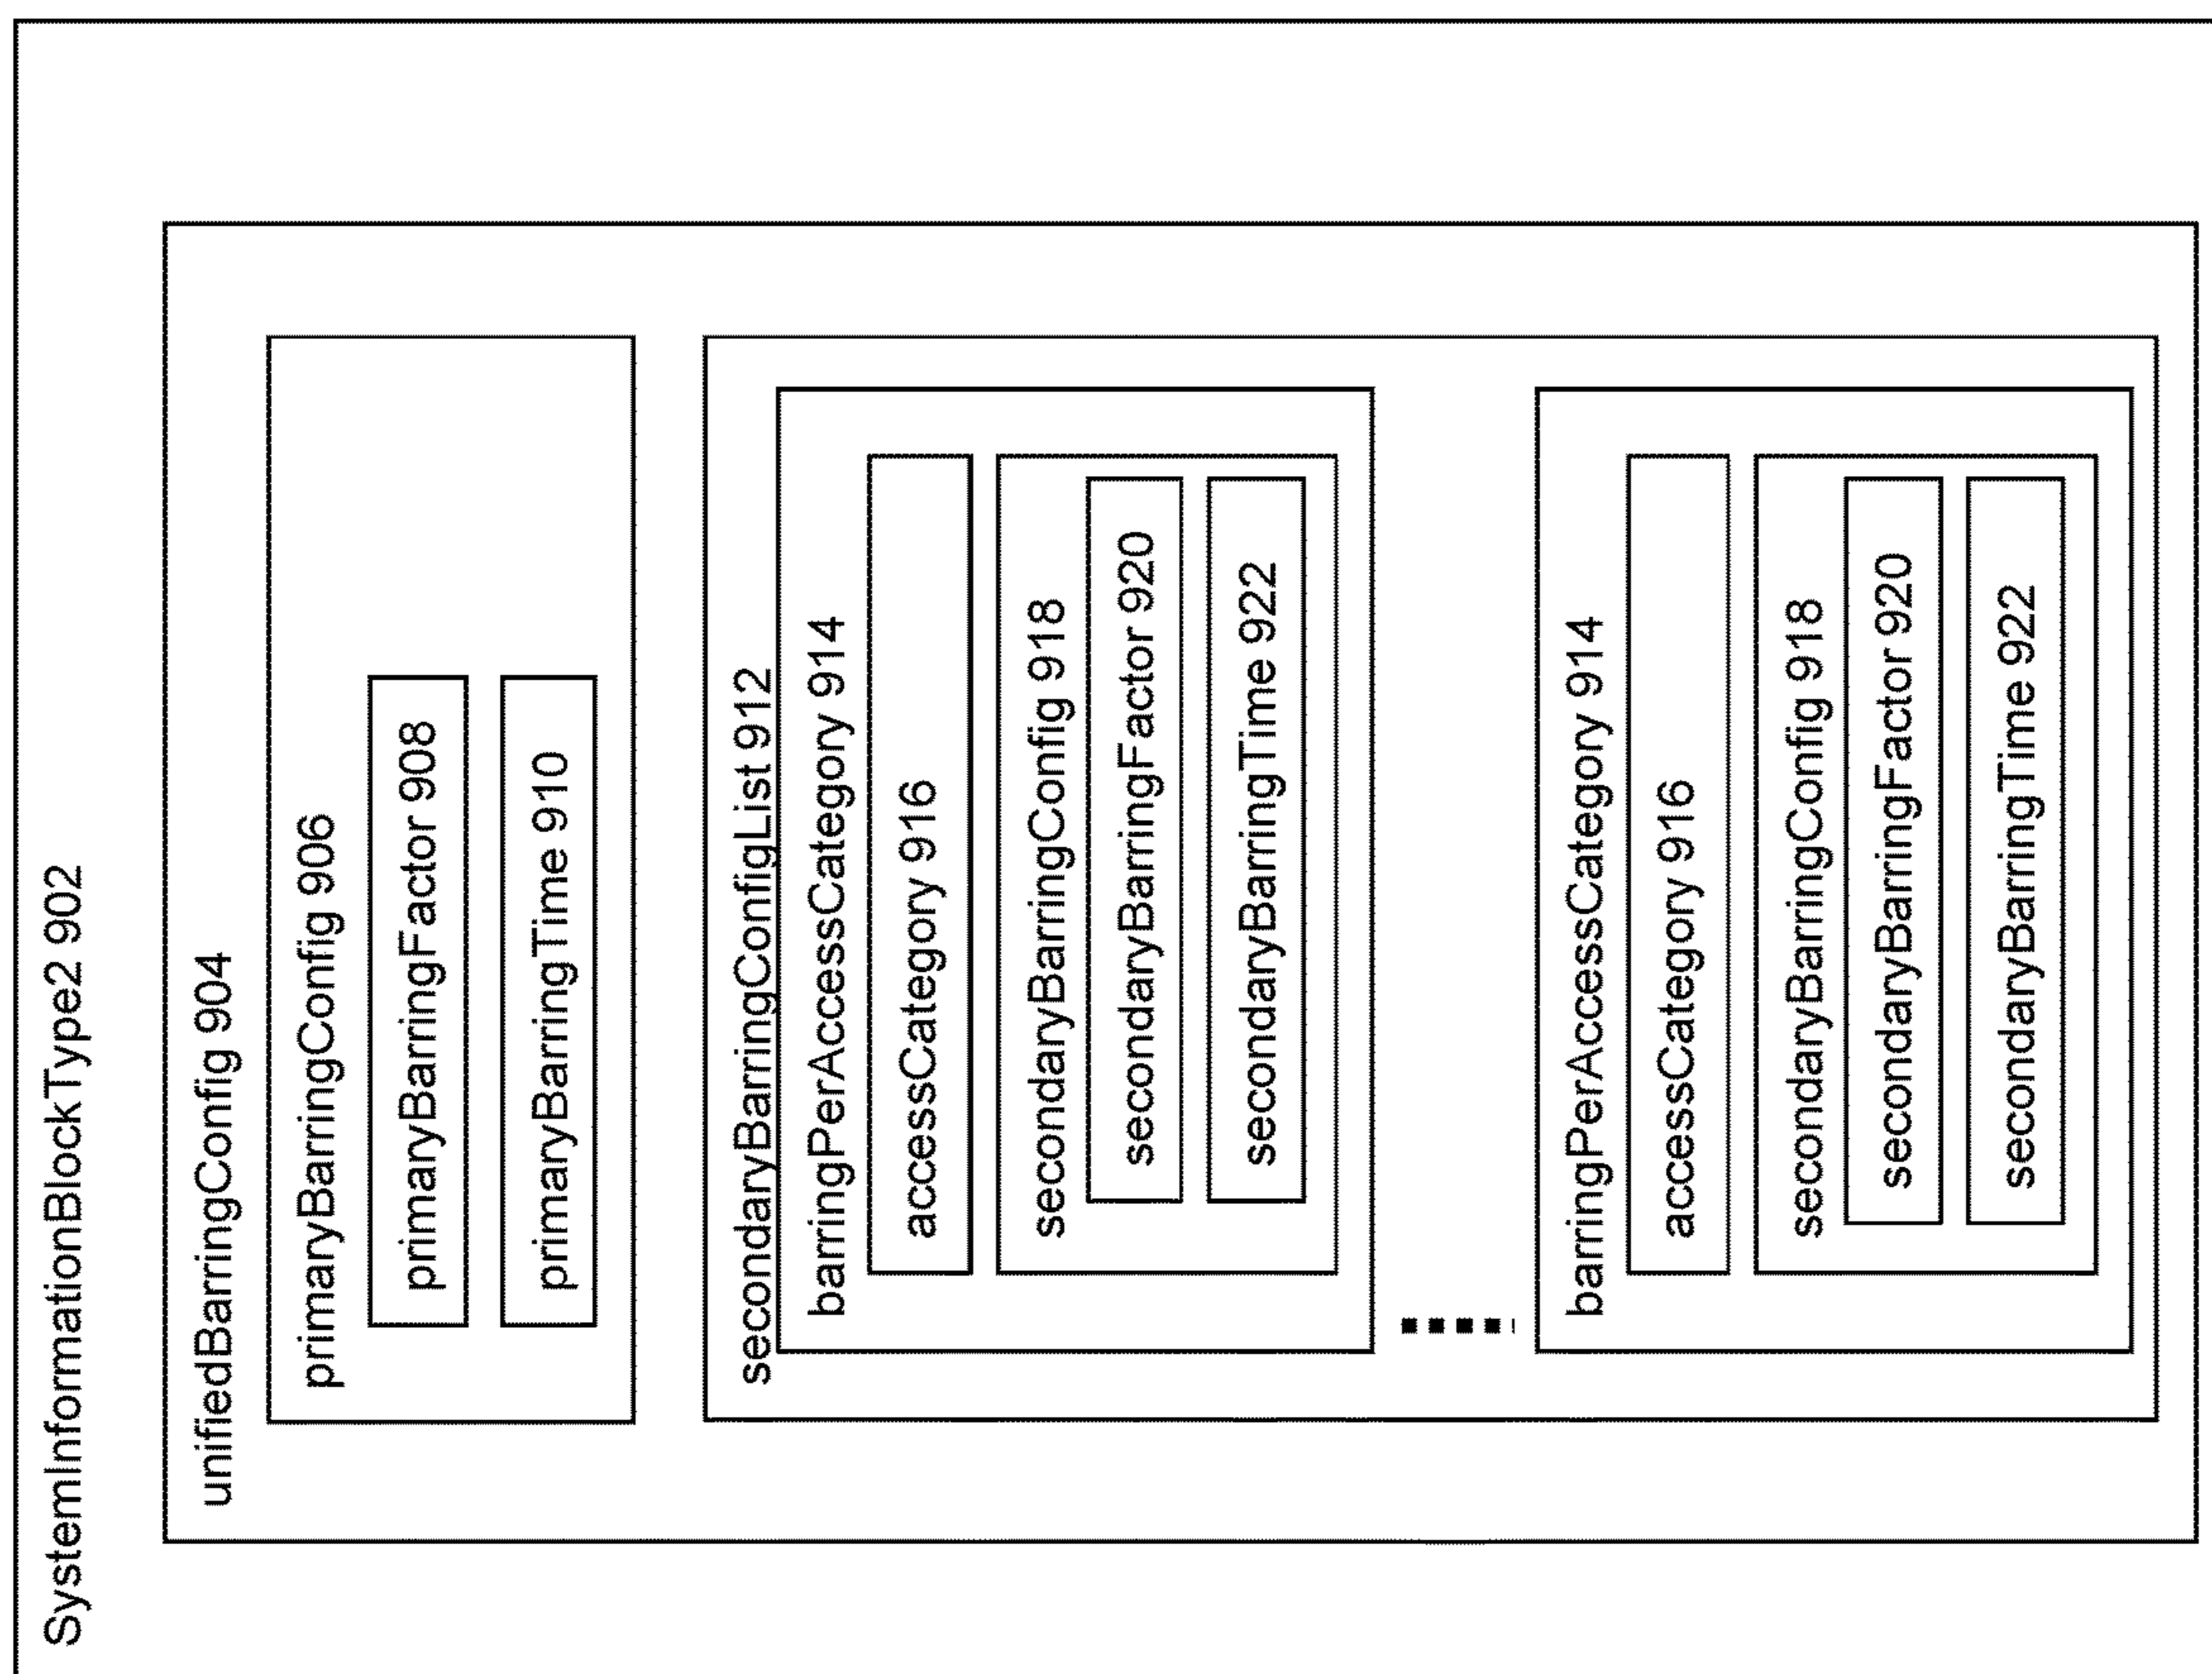 SystemInformationBlockType2 902
unifiedBarringConfig 904
primaryBarringConfig 906
primaryBarringFactor 908
primaryBarringTime 910
secondaryBarringConfigList 912
barringPerAccessCategory 914
accessCategory 916
secondaryBarringConfig 918
secondaryBarringFactor 920
secondaryBarringTime 922
barringPerAccessCategory 914
accessCategory 916
secondaryBarringConfig 918
secondaryBarringFactor 920
secondaryBarringTime 922